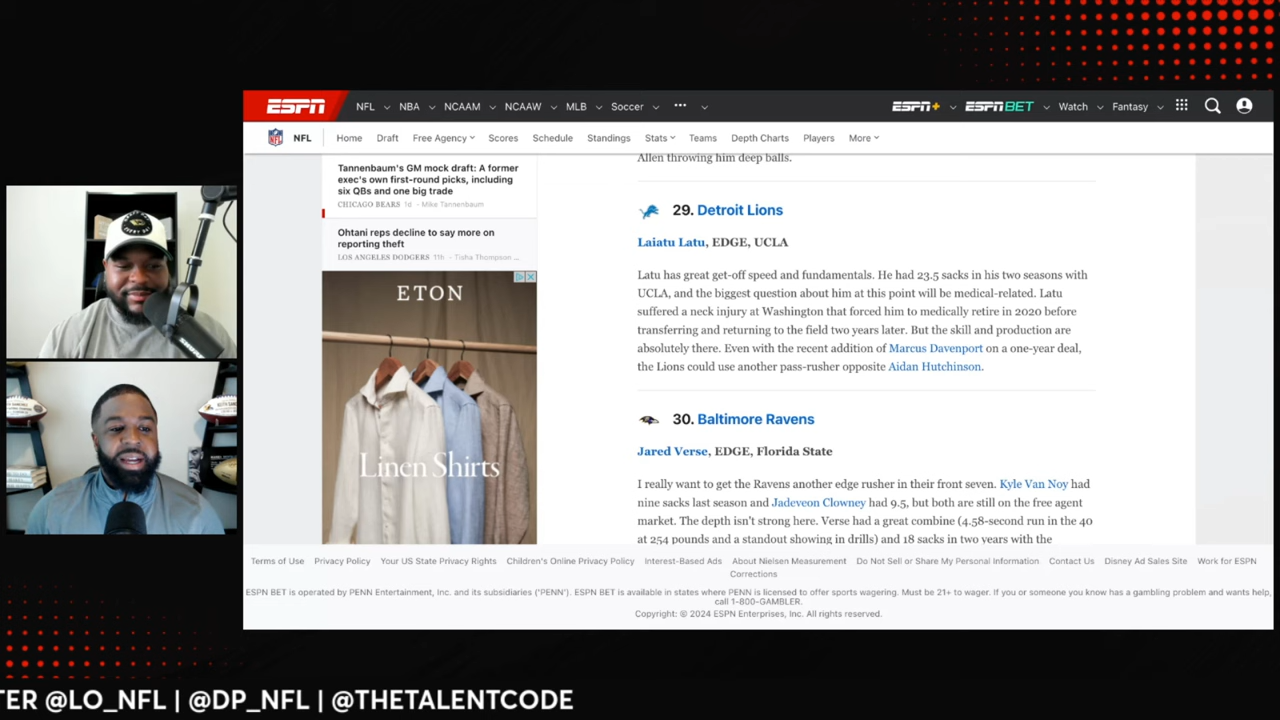 ESPN NFL NBA NCAAM NCAAW MLB Soccer ••• ESPN+ ESPN BET Watch Fantasy
NFL Home Draft Free Agency Scores Schedule Standings Stats Teams Depth Charts Players More
Tannenbaum's GM mock draft: A former
exec's own first-round picks, including
six QBs and one big trade
CHICAGO BEARS 1d - Mike Tannenbaum
Ohtani reps decline to say more on
reporting theft
LOS ANGELES DODGERS 11h - Tisha Thompson ...
ETON
Linen Shirts
Allen throwing him deep balls.
29. Detroit Lions
Laiatu Latu, EDGE, UCLA
Latu has great get-off speed and fundamentals. He had 23.5 sacks in his two seasons with
UCLA, and the biggest question about him at this point will be medical-related. Latu
suffered a neck injury at Washington that forced him to medically retire in 2020 before
transferring and returning to the field two years later. But the skill and production are
absolutely there. Even with the recent addition of Marcus Davenport on a one-year deal,
the Lions could use another pass-rusher opposite Aidan Hutchinson.
30. Baltimore Ravens
Jared Verse, EDGE, Florida State
I really want to get the Ravens another edge rusher in their front seven. Kyle Van Noy had
nine sacks last season and Jadeveon Clowney had 9.5, but both are still on the free agent
market. The depth isn't strong here. Verse had a great combine (4.58-second run in the 40
at 254 pounds and a standout showing in drills) and 18 sacks in two years with the
Terms of Use Privacy Policy Your US State Privacy Rights Children's Online Privacy Policy Interest-Based Ads About Nielsen Measurement Do Not Sell or Share My Personal Information Contact Us Disney Ad Sales Site Work for ESPN
Corrections
ESPN BET is operated by PENN Entertainment, Inc. and its subsidiaries ('PENN'). ESPN BET is available in states where PENN is licensed to offer sports wagering. Must be 21+ to wager. If you or someone you know has a gambling problem and wants help,
call 1-800-GAMBLER.
Copyright: © 2024 ESPN Enterprises, Inc. All rights reserved.
TER @LO_NFL | @DP_NFL | @THETALENTCODE